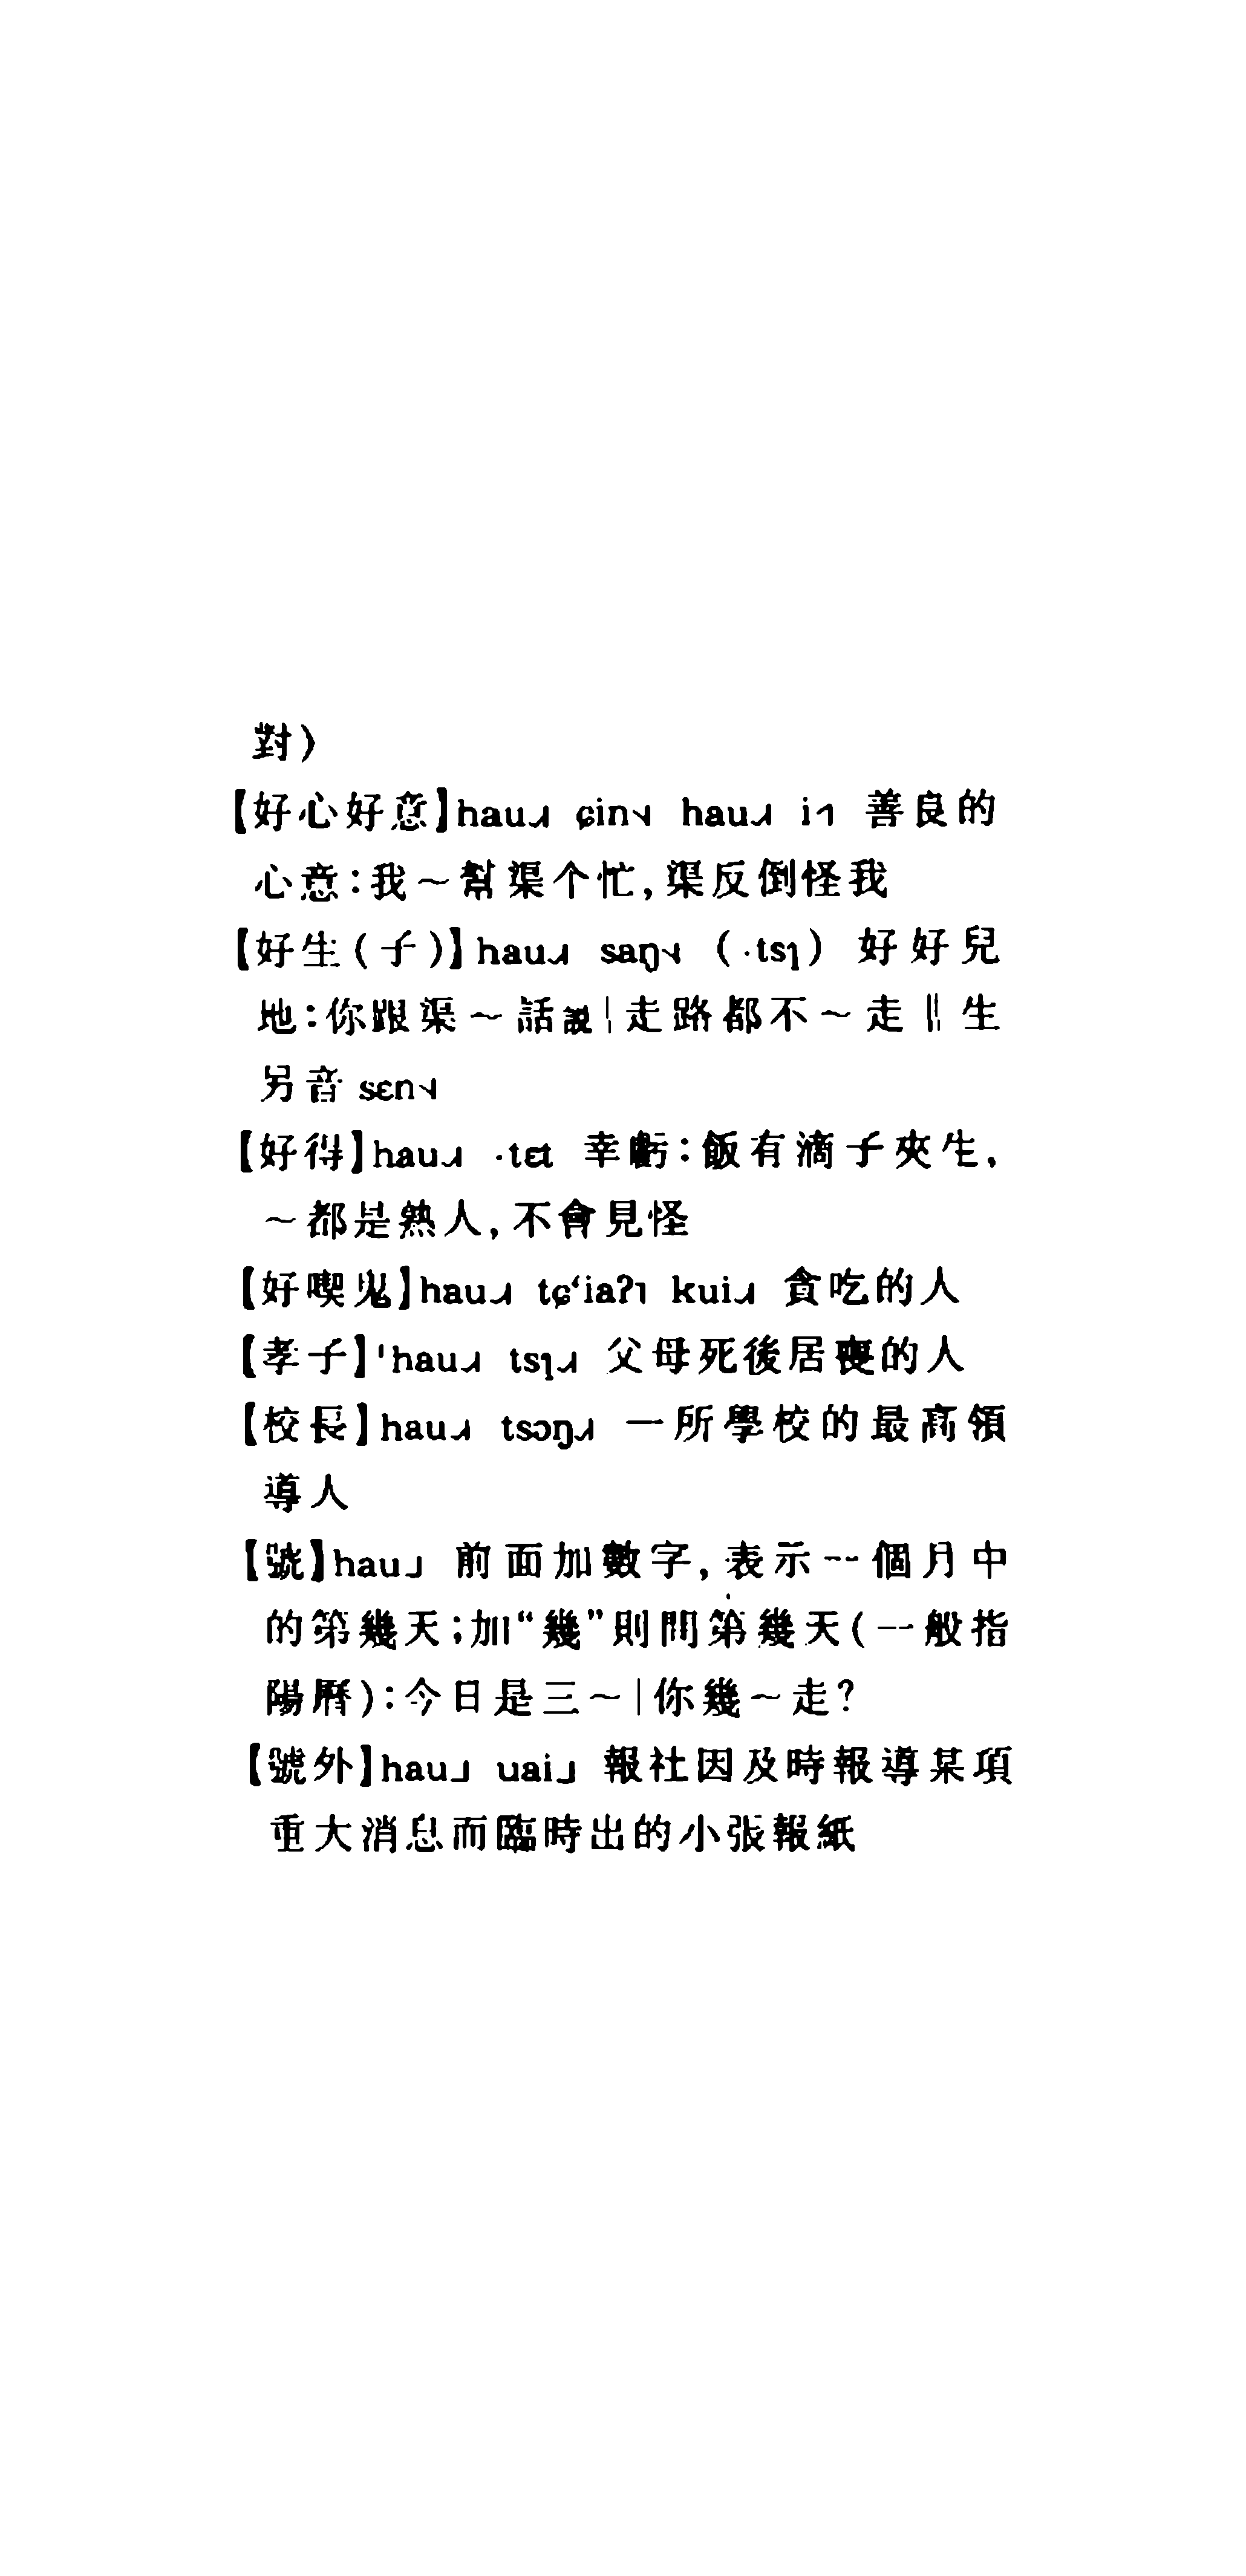 對)
【好心好意】hau˩˧ ɕin˧˩ hau˩˧ i˧˥ 善良的
心意:我～幫渠个忙,渠反倒怪我
【好生(子)】hau˩˧ saŋ˧˩ (·tsɿ) 好好兒
地:你跟渠～話説|走路都不～走‖生
另音 sɛn˧˩
【好得】hau˩˧ ·tɛt 幸虧:飯有滴子夾生,
～都是熟人,不會見怪
【好喫鬼】hau˩˧ tɕ‘iaʔ˥ kui˩˧ 貪吃的人
【孝子】'hau˩˧ tsɿ˩˧ 父母死後居喪的人
【校長】hau˩˧ tsɔŋ˩˧ 一所學校的最高領
導人
【號】hau˩ 前面加數字,表示一個月中
的第幾天;加“幾”則問第幾天(一般指
陽曆):今日是三～|你幾～走?
【號外】hau˩ uai˩ 報社因及時報導某項
重大消息而臨時出的小張報紙